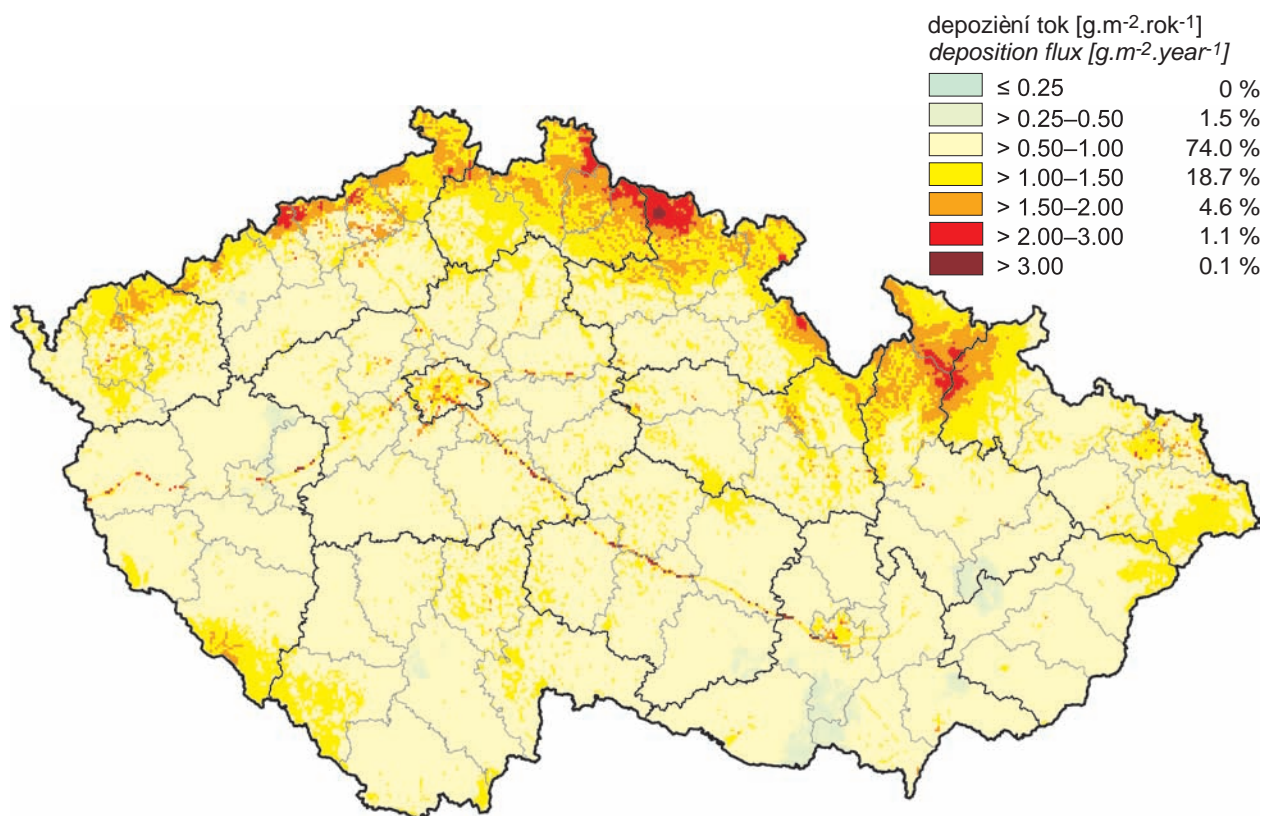 depozièní tok [g.m-2.rok-1]
deposition flux [g.m-2.year-1]
≤ 0.25 0 %
> 0.25–0.50 1.5 %
> 0.50–1.00 74.0 %
> 1.00–1.50 18.7 %
> 1.50–2.00 4.6 %
> 2.00–3.00 1.1 %
> 3.00 0.1 %